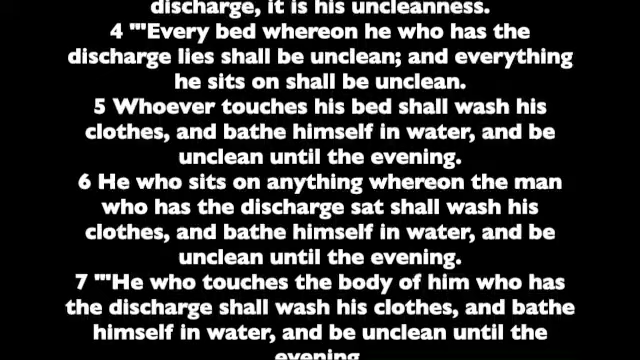 discharge, it is his uncleanness.
4 "'Every bed whereon he who has the
discharge lies shall be unclean; and everything
he sits on shall be unclean.
5 Whoever touches his bed shall wash his
clothes, and bathe himself in water, and be
unclean until the evening.
6 He who sits on anything whereon the man
who has the discharge sat shall wash his
clothes, and bathe himself in water, and be
unclean until the evening.
7 "'He who touches the body of him who has
the discharge shall wash his clothes, and bathe
himself in water, and be unclean until the
evening.